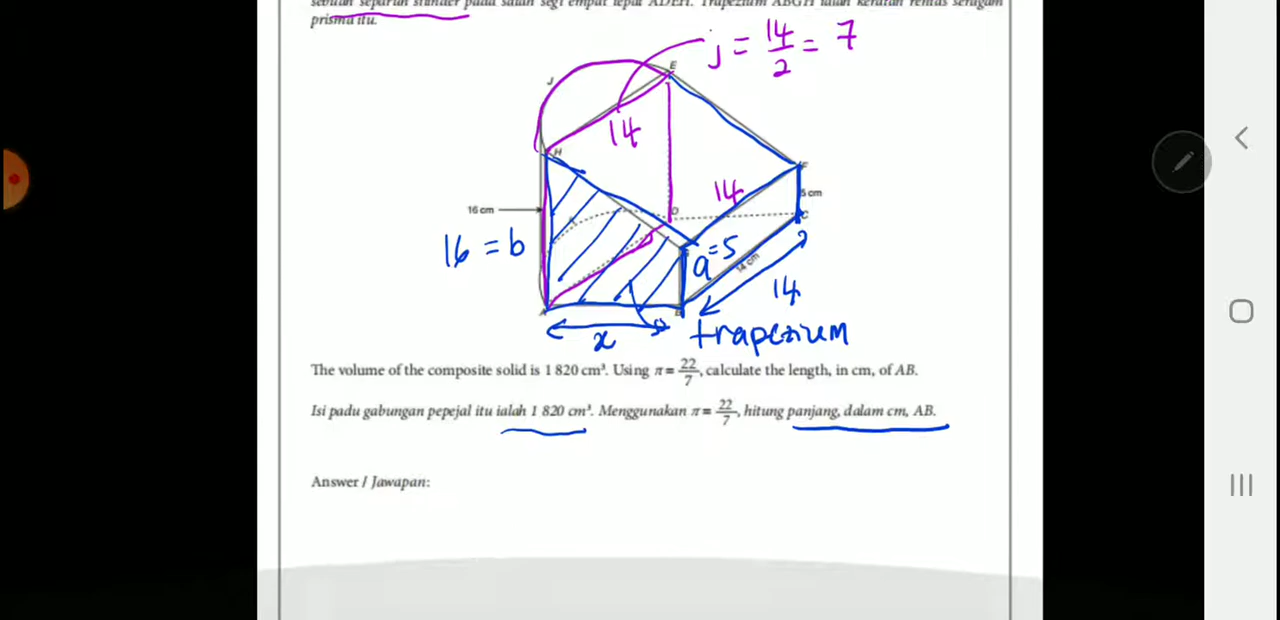 pada
prisma itu.
j = 14/2 = 7
J
E
14
H
F
14
5 cm
16 cm
D
C
16 = b
a=5
14 cm
14
A
B
x
trapezium
The volume of the composite solid is 1 820 cm³. Using π = 22/7, calculate the length, in cm, of AB.
Isi padu gabungan pepejal itu ialah 1 820 cm³. Menggunakan π = 22/7, hitung panjang, dalam cm, AB.
Answer / Jawapan: